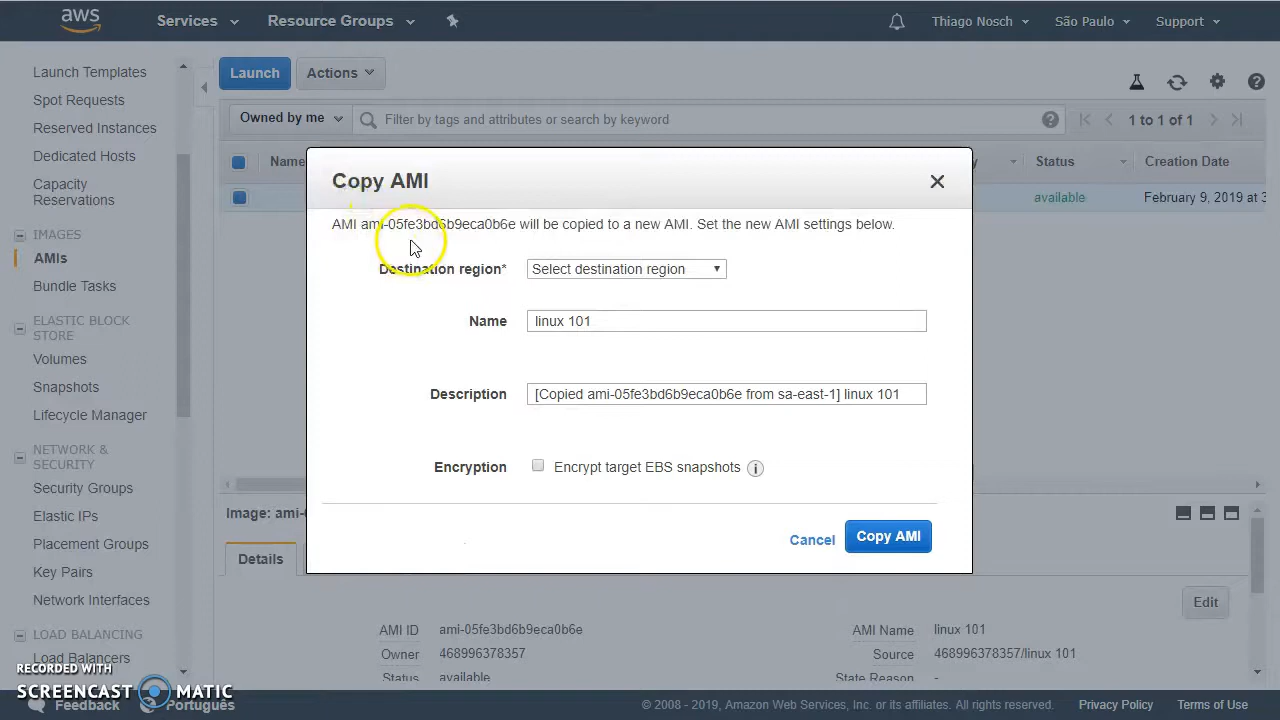 aws
Services
Resource Groups
Thiago Nosch
São Paulo
Support
Launch Templates
Spot Requests
Reserved Instances
Dedicated Hosts
Capacity
Reservations
IMAGES
AMIs
Bundle Tasks
ELASTIC BLOCK
STORE
Volumes
Snapshots
Lifecycle Manager
NETWORK &
SECURITY
Security Groups
Elastic IPs
Placement Groups
Key Pairs
Network Interfaces
LOAD BALANCING
Load Balancers
Launch
Actions
Owned by me
Filter by tags and attributes or search by keyword
1 to 1 of 1
Name
Status
Creation Date
available
February 9, 2019 at 3
Copy AMI
AMI ami-05fe3bd6b9eca0b6e will be copied to a new AMI. Set the new AMI settings below.
Destination region*
Select destination region
Name
linux 101
Description
[Copied ami-05fe3bd6b9eca0b6e from sa-east-1] linux 101
Encryption
Encrypt target EBS snapshots
Cancel
Copy AMI
Image: ami-
Details
Edit
AMI ID
ami-05fe3bd6b9eca0b6e
AMI Name
linux 101
Owner
468996378357
Source
468996378357/linux 101
Status
available
State Reason
-
RECORDED WITH
SCREENCAST MATIC
Feedback
Português
© 2008 - 2019, Amazon Web Services, Inc. or its affiliates. All rights reserved.
Privacy Policy
Terms of Use